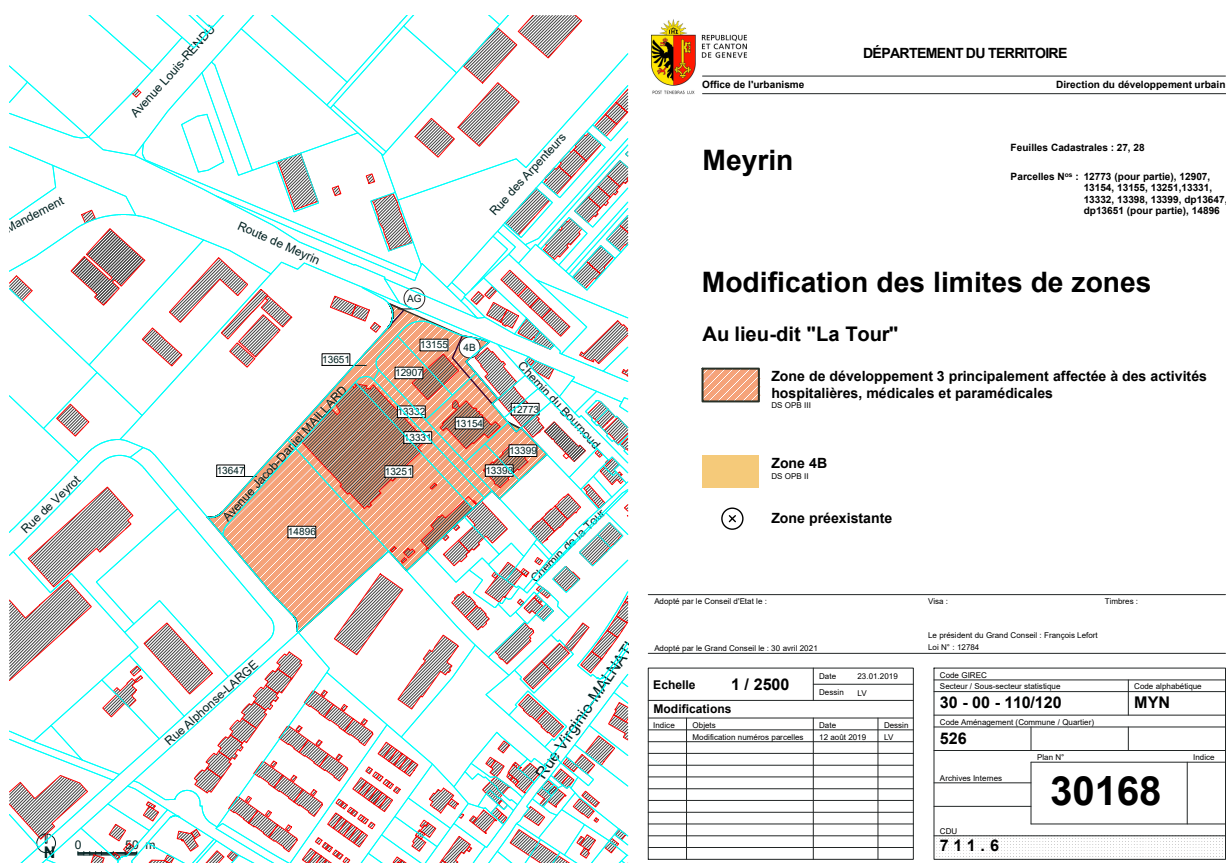 Avenue Louis-RENDU
Rue des Arpenteurs
Mandement
Route de Meyrin
AG
13155
4B
13651
12907
Chemin du Bournoud
13332
12773
13331
13154
13399
13398
13647
13251
Avenue Jacob-Daniel MAILLARD
Rue de Veyrot
14896
Chemin de la Tour
Rue Alphonse-LARGE
Rue Virginio-MALNATI
N
0 50 m
REPUBLIQUE
ET CANTON
DE GENEVE
POST TENEBRAS LUX
DÉPARTEMENT DU TERRITOIRE
Office de l'urbanisme Direction du développement urbain
Meyrin
Feuilles Cadastrales : 27, 28
Parcelles Nos : 12773 (pour partie), 12907,
13154, 13155, 13251,13331,
13332, 13398, 13399, dp13647,
dp13651 (pour partie), 14896
Modification des limites de zones
Au lieu-dit "La Tour"
Zone de développement 3 principalement affectée à des activités
hospitalières, médicales et paramédicales
DS OPB III
Zone 4B
DS OPB II
× Zone préexistante
Adopté par le Conseil d'Etat le : Visa : Timbres :
Le président du Grand Conseil : François Lefort
Adopté par le Grand Conseil le : 30 avril 2021 Loi N° : 12784
Echelle 1 / 2500 Date 23.01.2019
Dessin LV
Modifications
Indice Objets Date Dessin
Modification numéros parcelles 12 août 2019 LV
Code GIREC
Secteur / Sous-secteur statistique Code alphabétique
30 - 00 - 110/120 MYN
Code Aménagement (Commune / Quartier)
526
Plan N° Indice
Archives Internes
30168
CDU
7 1 1 . 6